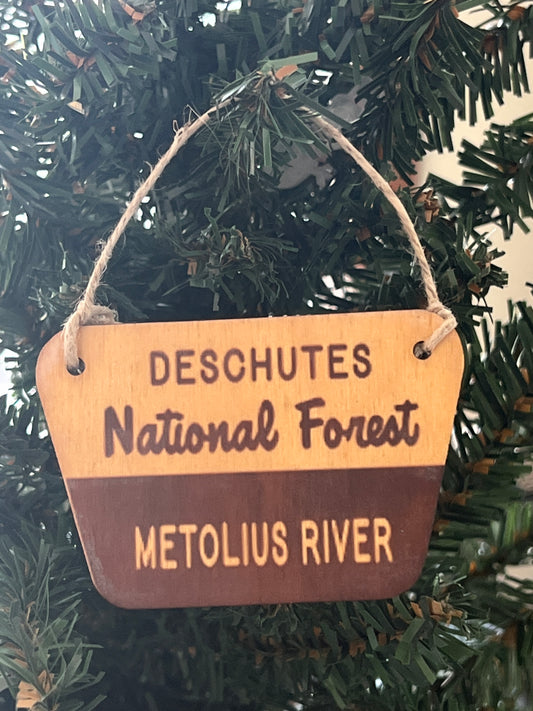 DESCHUTES
National Forest
METOLIUS RIVER